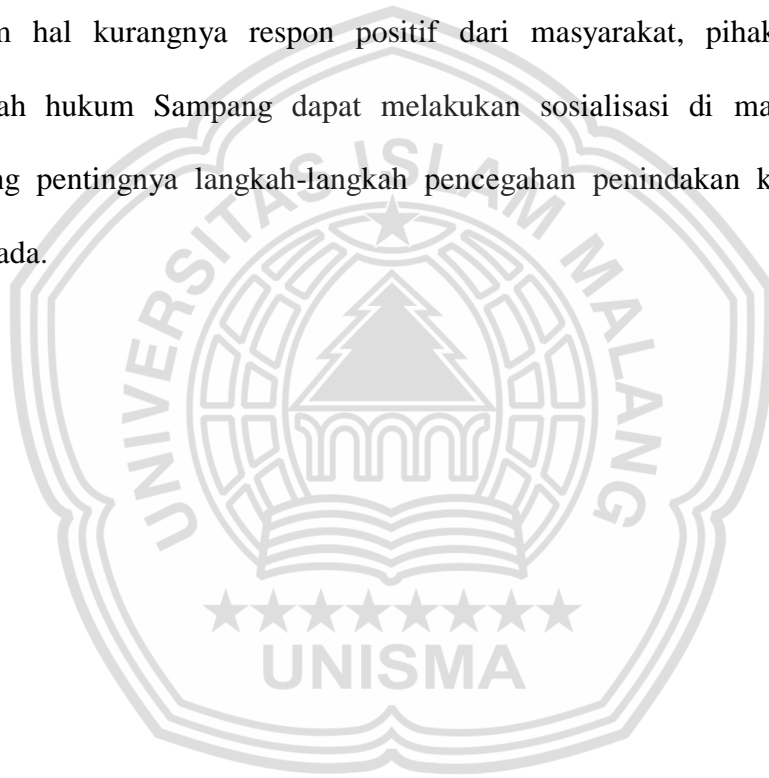 m hal kurangnya respon positif dari masyarakat, pihak
ah hukum Sampang dapat melakukan sosialisasi di ma
ng pentingnya langkah-langkah pencegahan penindakan k
ada.
UNIVERSITAS ISLAM MALANG
UNISMA